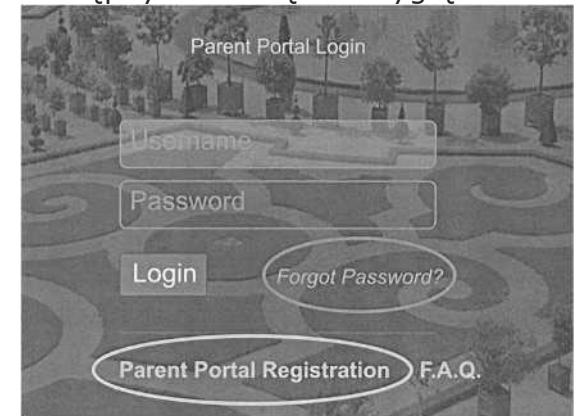 Parent Portal Login
Username
Password
Login
Forgot Password?
Parent Portal Registration F.A.Q.